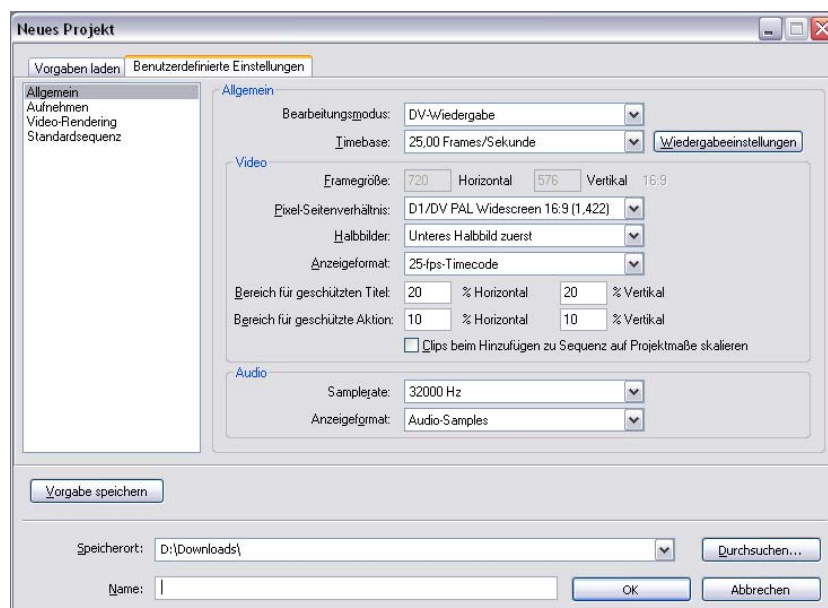 Neues Projekt
Vorgaben laden Benutzerdefinierte Einstellungen
Allgemein
Aufnehmen
Video-Rendering
Standardsequenz
Allgemein
Bearbeitungsmodus: DV-Wiedergabe
Timebase: 25,00 Frames/Sekunde Wiedergabeeinstellungen
Video
Framegröße: 720 Horizontal 576 Vertikal 16:9
Pixel-Seitenverhältnis: D1/DV PAL Widescreen 16:9 (1,422)
Halbbilder: Unteres Halbbild zuerst
Anzeigeformat: 25-fps-Timecode
Bereich für geschützten Titel: 20 % Horizontal 20 % Vertikal
Bereich für geschützte Aktion: 10 % Horizontal 10 % Vertikal
Clips beim Hinzufügen zu Sequenz auf Projektmaße skalieren
Audio
Samplerate: 32000 Hz
Anzeigeformat: Audio-Samples
Vorgabe speichern
Speicherort: D:\Downloads\ Durchsuchen...
Name: OK Abbrechen